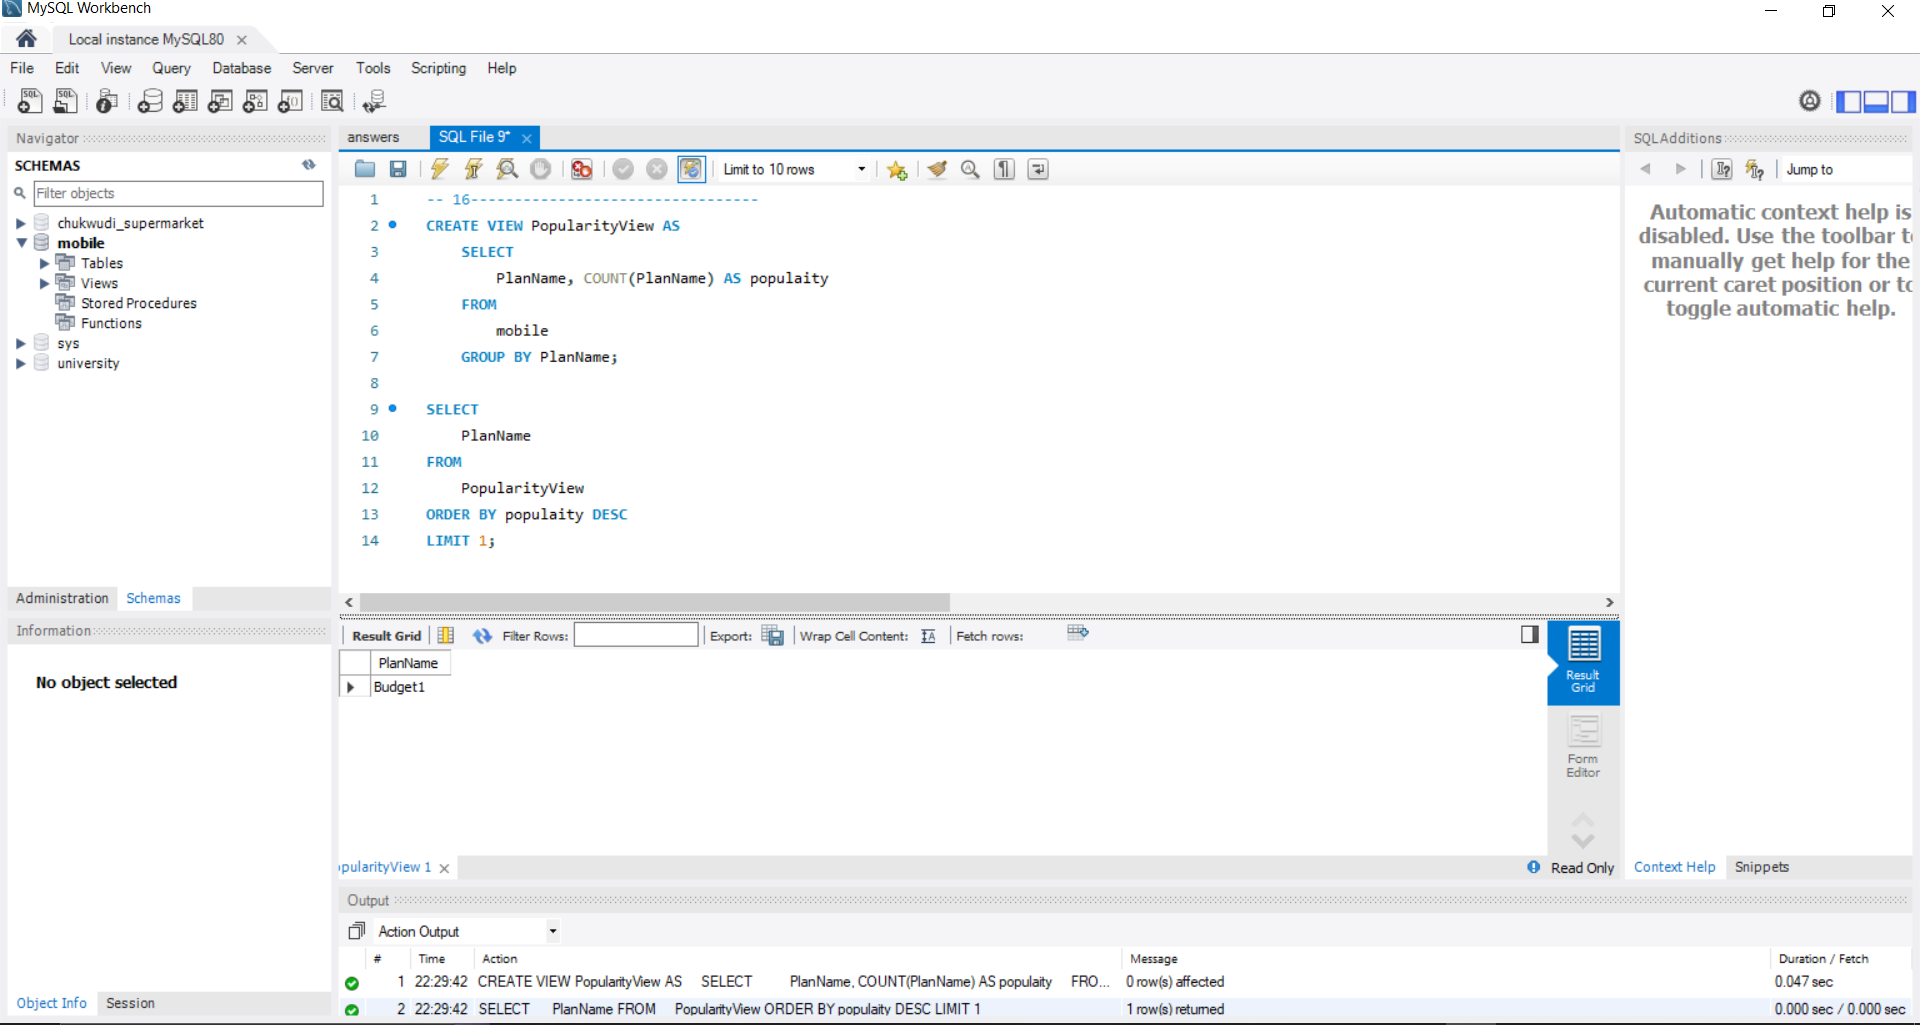 MySQL Workbench
Local instance MySQL80
File Edit View Query Database Server Tools Scripting Help
Navigator
SCHEMAS
Filter objects
chukwudi_supermarket
mobile
Tables
Views
Stored Procedures
Functions
sys
university
Administration Schemas
Information
No object selected
Object Info Session
answers SQL File 9*
Limit to 10 rows
1 -- 16---------------------------------
2 CREATE VIEW PopularityView AS
3 SELECT
4 PlanName, COUNT(PlanName) AS populaity
5 FROM
6 mobile
7 GROUP BY PlanName;
8
9 SELECT
10 PlanName
11 FROM
12 PopularityView
13 ORDER BY populaity DESC
14 LIMIT 1;
Result Grid Filter Rows: Export: Wrap Cell Content: Fetch rows:
PlanName
Budget1
Result
Grid
Form
Editor
opularityView 1 Read Only
SQLAdditions
Jump to
Automatic context help is
disabled. Use the toolbar t
manually get help for the
current caret position or to
toggle automatic help.
Context Help Snippets
Output
Action Output
# Time Action Message Duration / Fetch
1 22:29:42 CREATE VIEW PopularityView AS SELECT PlanName, COUNT(PlanName) AS populaity FRO... 0 row(s) affected 0.047 sec
2 22:29:42 SELECT PlanName FROM PopularityView ORDER BY populaity DESC LIMIT 1 1 row(s) returned 0.000 sec / 0.000 sec